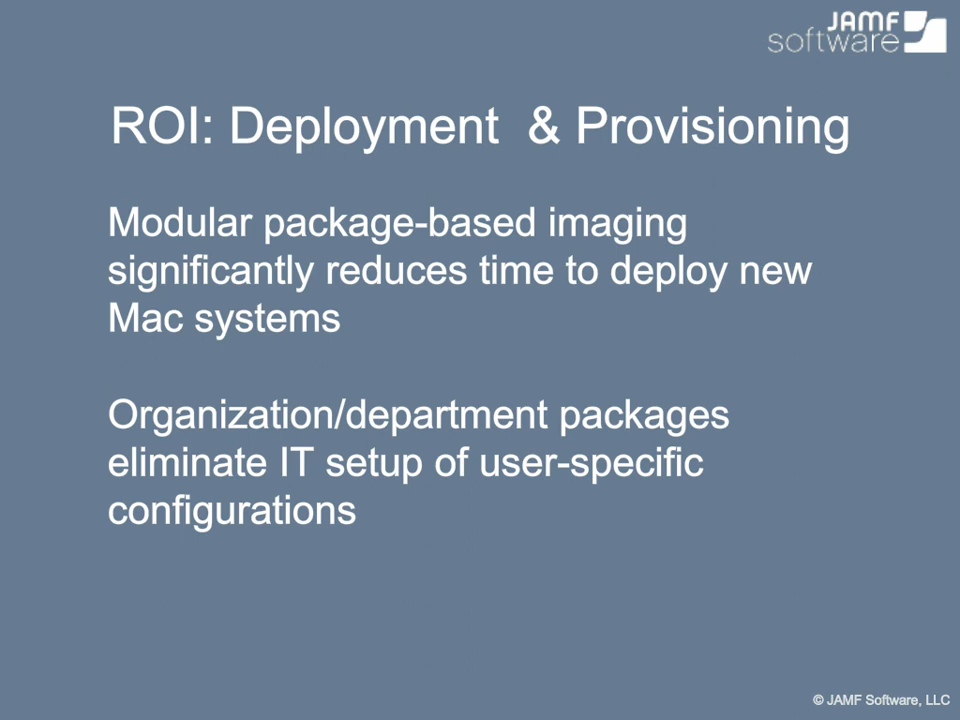 JAMF
software
ROI: Deployment & Provisioning
Modular package-based imaging
significantly reduces time to deploy new
Mac systems
Organization/department packages
eliminate IT setup of user-specific
configurations
© JAMF Software, LLC